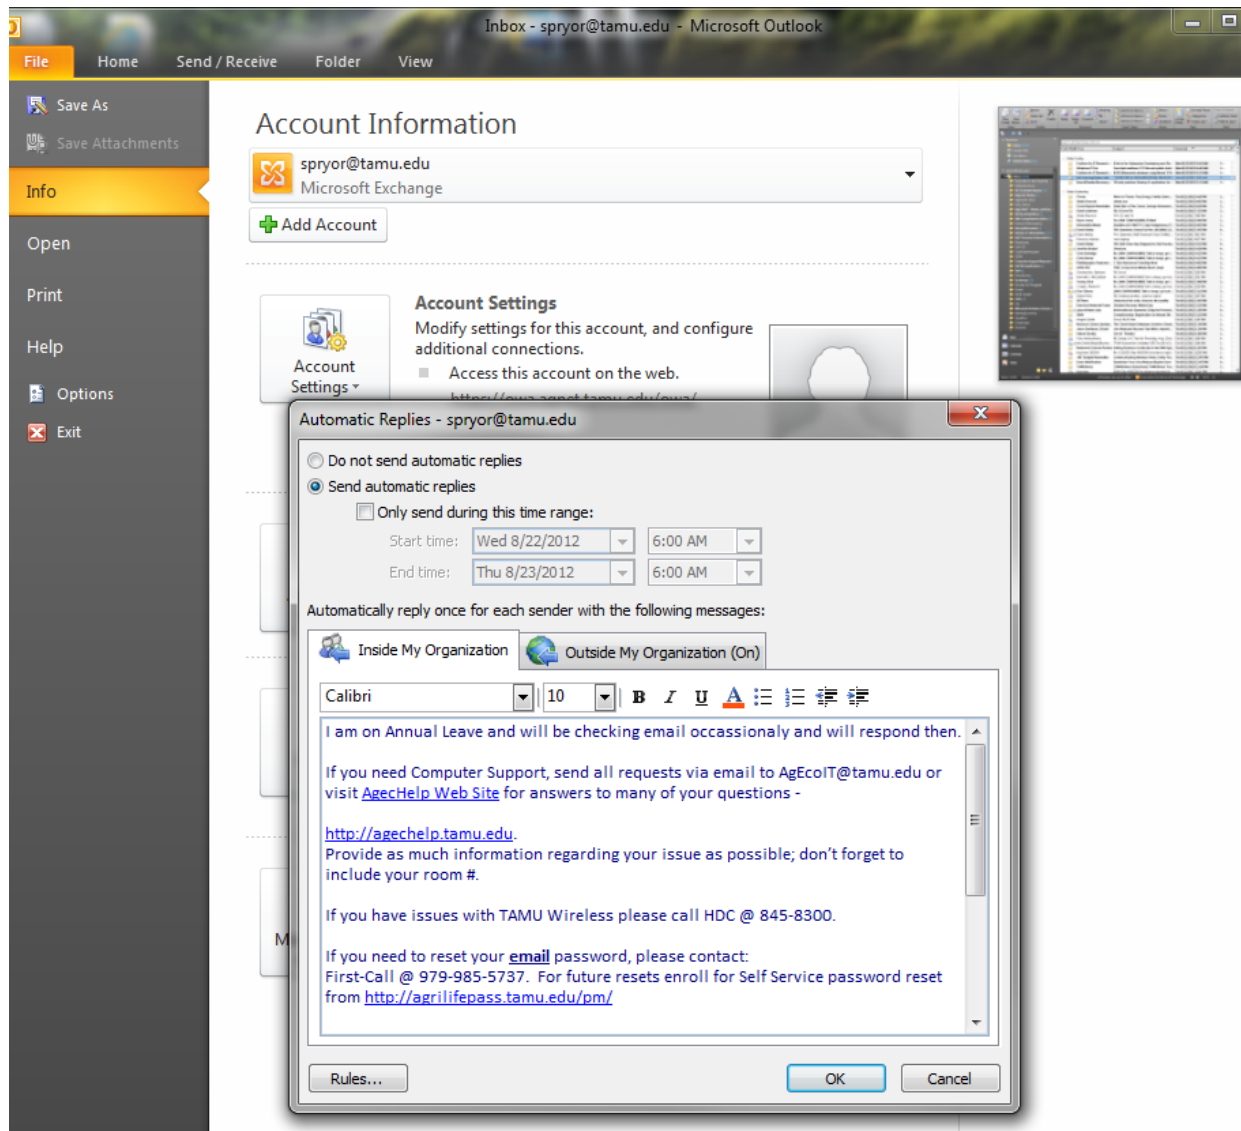 Inbox - spryor@tamu.edu - Microsoft Outlook
File Home Send / Receive Folder View
Save As
Save Attachments
Info
Open
Print
Help
Options
Exit
Account Information
spryor@tamu.edu
Microsoft Exchange
Add Account
Account Settings
Account Settings
Modify settings for this account, and configure
additional connections.
Access this account on the web.
https://owa.agnet.tamu.edu/owa/
Automatic Replies - spryor@tamu.edu
Do not send automatic replies
Send automatic replies
Only send during this time range:
Start time: Wed 8/22/2012 6:00 AM
End time: Thu 8/23/2012 6:00 AM
Automatically reply once for each sender with the following messages:
Inside My Organization Outside My Organization (On)
Calibri 10 B I U A
I am on Annual Leave and will be checking email occassionaly and will respond then.
If you need Computer Support, send all requests via email to AgEcoIT@tamu.edu or
visit AgecHelp Web Site for answers to many of your questions -
http://agechelp.tamu.edu.
Provide as much information regarding your issue as possible; don't forget to
include your room #.
If you have issues with TAMU Wireless please call HDC @ 845-8300.
If you need to reset your email password, please contact:
First-Call @ 979-985-5737. For future resets enroll for Self Service password reset
from http://agrilifepass.tamu.edu/pm/
M
Rules... OK Cancel